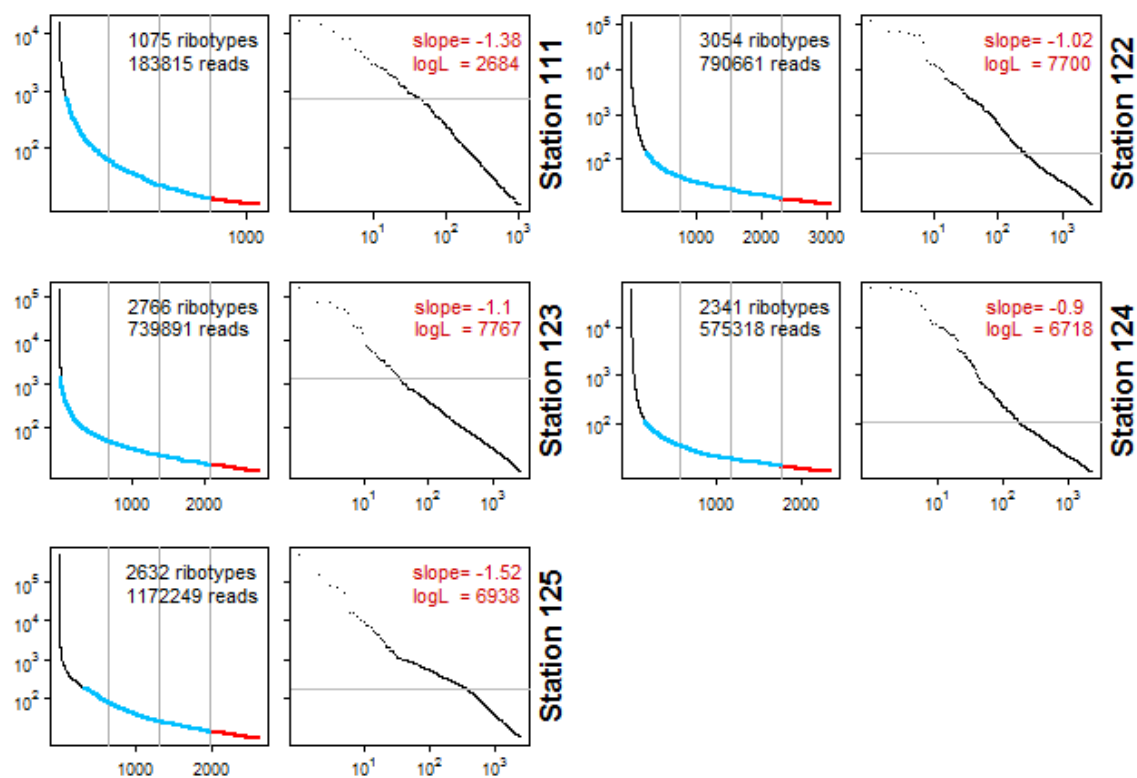 10^4
10^3
10^2
1075 ribotypes
183815 reads
1000
slope= -1.38
logL = 2684
10^1 10^2 10^3
Station 111
10^5
10^4
10^3
10^2
3054 ribotypes
790661 reads
1000 2000 3000
slope= -1.02
logL = 7700
10^1 10^2 10^3
Station 122
10^5
10^4
10^3
10^2
2766 ribotypes
739891 reads
1000 2000
slope= -1.1
logL = 7767
10^1 10^2 10^3
Station 123
10^4
10^3
10^2
2341 ribotypes
575318 reads
1000 2000
slope= -0.9
logL = 6718
10^1 10^2 10^3
Station 124
10^5
10^4
10^3
10^2
2632 ribotypes
1172249 reads
1000 2000
slope= -1.52
logL = 6938
10^1 10^2 10^3
Station 125